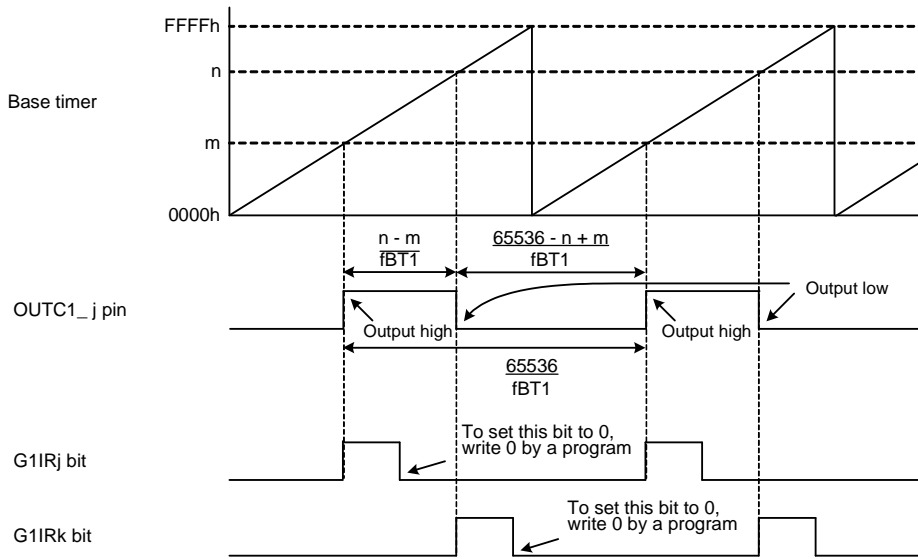 FFFFh
n
Base timer
m
0000h
n - m
fBT1
65536 - n + m
fBT1
OUTC1_ j pin
Output high
Output high
Output low
65536
fBT1
To set this bit to 0,
write 0 by a program
G1IRj bit
To set this bit to 0,
write 0 by a program
G1IRk bit